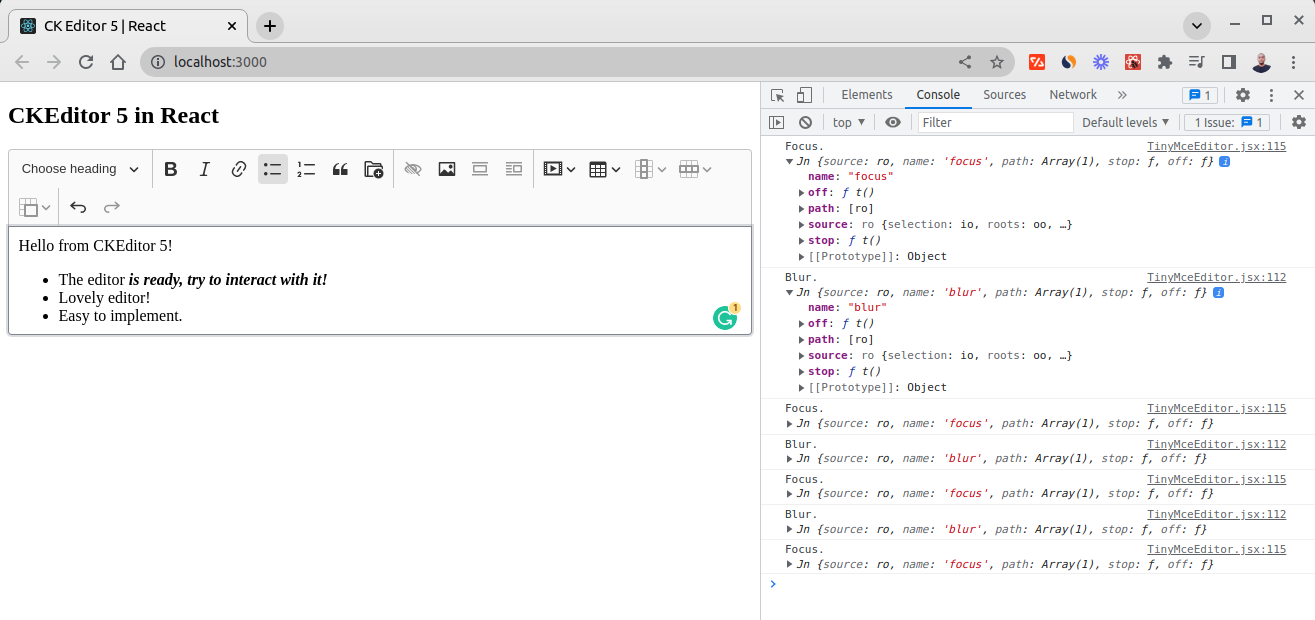 CK Editor 5 | React
localhost:3000
CKEditor 5 in React
Choose heading
B I
Hello from CKEditor 5!
The editor is ready, try to interact with it!
Lovely editor!
Easy to implement.
1
Elements Console Sources Network » 1
top Filter Default levels 1 Issue: 1
Focus. TinyMceEditor.jsx:115
Jn {source: ro, name: 'focus', path: Array(1), stop: ƒ, off: ƒ} i
name: "focus"
off: ƒ t()
path: [ro]
source: ro {selection: io, roots: oo, …}
stop: ƒ t()
[[Prototype]]: Object
Blur. TinyMceEditor.jsx:112
Jn {source: ro, name: 'blur', path: Array(1), stop: ƒ, off: ƒ} i
name: "blur"
off: ƒ t()
path: [ro]
source: ro {selection: io, roots: oo, …}
stop: ƒ t()
[[Prototype]]: Object
Focus. TinyMceEditor.jsx:115
Jn {source: ro, name: 'focus', path: Array(1), stop: ƒ, off: ƒ}
Blur. TinyMceEditor.jsx:112
Jn {source: ro, name: 'blur', path: Array(1), stop: ƒ, off: ƒ}
Focus. TinyMceEditor.jsx:115
Jn {source: ro, name: 'focus', path: Array(1), stop: ƒ, off: ƒ}
Blur. TinyMceEditor.jsx:112
Jn {source: ro, name: 'blur', path: Array(1), stop: ƒ, off: ƒ}
Focus. TinyMceEditor.jsx:115
Jn {source: ro, name: 'focus', path: Array(1), stop: ƒ, off: ƒ}